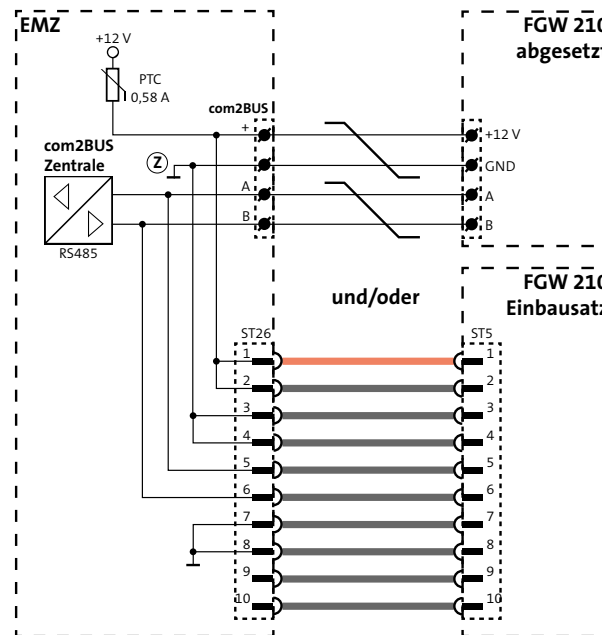 EMZ
+12 V
PTC
0,58 A
com2BUS
com2BUS
Zentrale
RS485
Z
+
A
B
FGW 210
abgesetzt
+12 V
GND
A
B
und/oder
FGW 210
Einbausatz
ST26
1
2
3
4
5
6
7
8
9
10
ST5
1
2
3
4
5
6
7
8
9
10